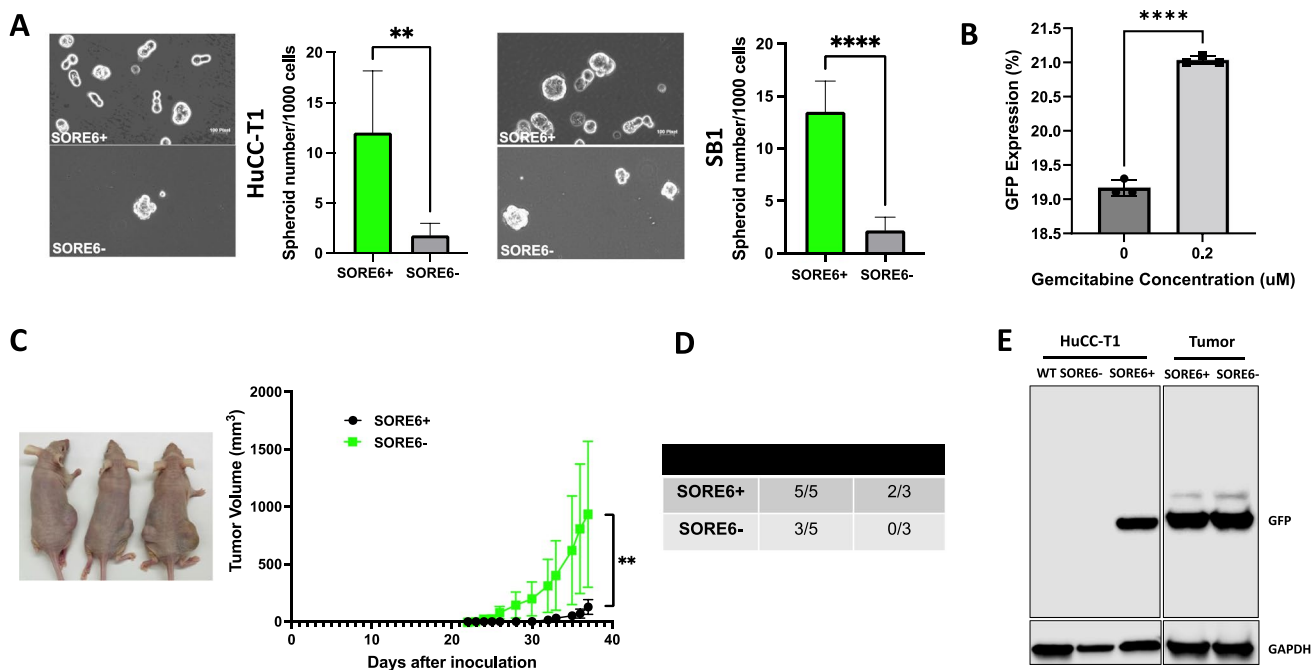 A
SORE6+
100 Pixel
SORE6-
HuCC-T1
Spheroid number/1000 cells
20
15
10
5
0
**
SORE6+ SORE6-
SORE6+
100 Pixel
SORE6-
SB1
Spheroid number/1000 cells
20
15
10
5
0
****
SORE6+ SORE6-
B
GFP Expression (%)
21.5
21.0
20.5
20.0
19.5
19.0
18.5
****
0 0.2
Gemcitabine Concentration (uM)
C
Tumor Volume (mm³)
2000
1500
1000
500
0
SORE6+
SORE6-
**
0 10 20 30 40
Days after inoculation
D
SORE6+ 5/5 2/3
SORE6- 3/5 0/3
E
HuCC-T1 Tumor
WT SORE6- SORE6+ SORE6+ SORE6-
GFP
GAPDH